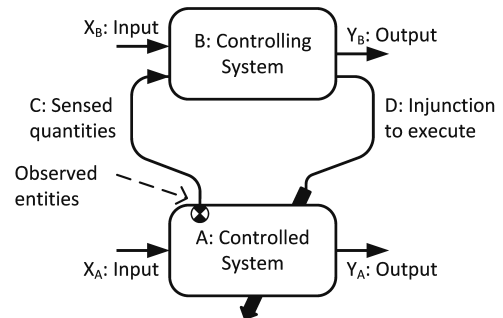 X_B: Input
B: Controlling
System
Y_B: Output
C: Sensed
quantities
D: Injunction
to execute
Observed
entities
A: Controlled
System
X_A: Input
Y_A: Output